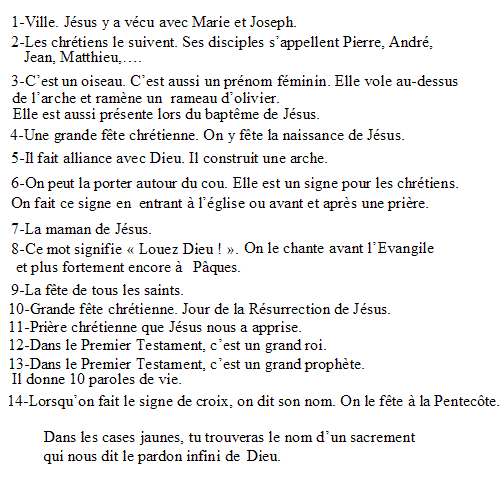 1-Ville. Jésus y a vécu avec Marie et Joseph.
2-Les chrétiens le suivent. Ses disciples s'appellent Pierre, André,
Jean, Matthieu,….
3-C'est un oiseau. C'est aussi un prénom féminin. Elle vole au-dessus
de l'arche et ramène un rameau d'olivier.
Elle est aussi présente lors du baptême de Jésus.
4-Une grande fête chrétienne. On y fête la naissance de Jésus.
5-Il fait alliance avec Dieu. Il construit une arche.
6-On peut la porter autour du cou. Elle est un signe pour les chrétiens.
On fait ce signe en entrant à l'église ou avant et après une prière.
7-La maman de Jésus.
8-Ce mot signifie « Louez Dieu ! ». On le chante avant l'Evangile
et plus fortement encore à Pâques.
9-La fête de tous les saints.
10-Grande fête chrétienne. Jour de la Résurrection de Jésus.
11-Prière chrétienne que Jésus nous a apprise.
12-Dans le Premier Testament, c'est un grand roi.
13-Dans le Premier Testament, c'est un grand prophète.
Il donne 10 paroles de vie.
14-Lorsqu'on fait le signe de croix, on dit son nom. On le fête à la Pentecôte.
Dans les cases jaunes, tu trouveras le nom d'un sacrement
qui nous dit le pardon infini de Dieu.